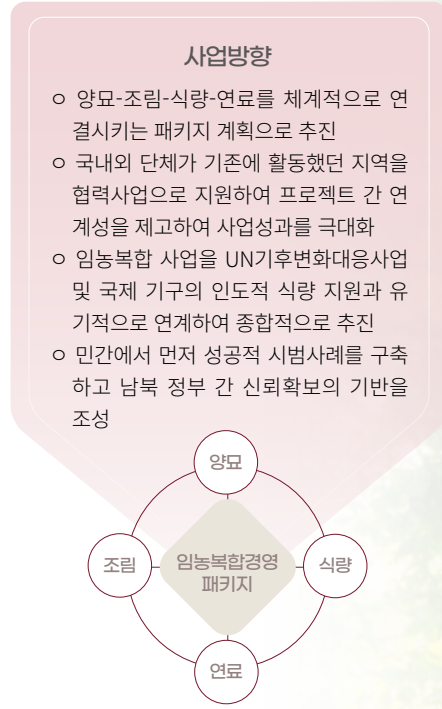 사업방향
ㅇ 양묘-조림-식량-연료를 체계적으로 연
결시키는 패키지 계획으로 추진
ㅇ 국내외 단체가 기존에 활동했던 지역을
협력사업으로 지원하여 프로젝트 간 연
계성을 제고하여 사업성과를 극대화
ㅇ 임농복합 사업을 UN기후변화대응사업
및 국제 기구의 인도적 식량 지원과 유
기적으로 연계하여 종합적으로 추진
ㅇ 민간에서 먼저 성공적 시범사례를 구축
하고 남북 정부 간 신뢰확보의 기반을
조성
양묘
조림
임농복합경영
패키지
식량
연료